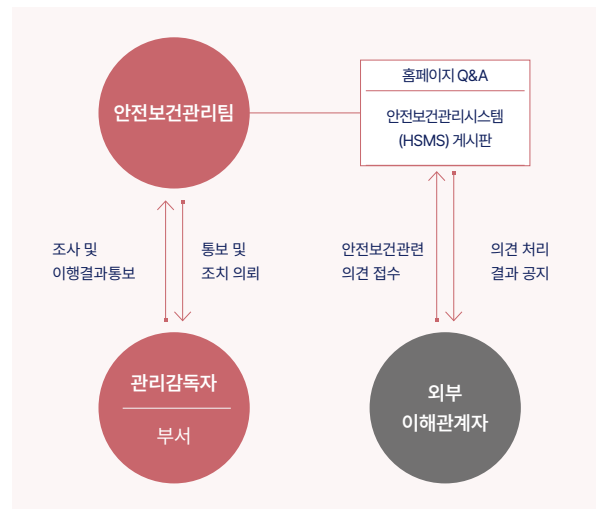 안전보건관리팀
홈페이지 Q&A
안전보건관리시스템
(HSMS) 게시판
조사 및
이행결과통보
통보 및
조치 의뢰
안전보건관련
의견 접수
의견 처리
결과 공지
관리감독자
부서
외부
이해관계자